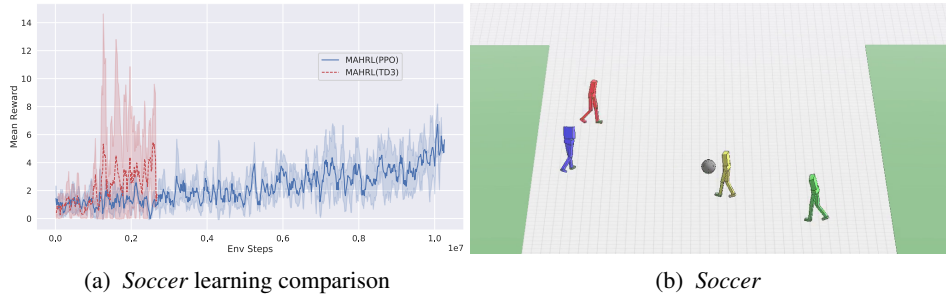 14
12
10
8
6
4
2
0
Mean Reward
MAHRL(PPO)
MAHRL(TD3)
0.0
0.2
0.4
0.6
0.8
1.0
1e7
Env Steps
(a) Soccer learning comparison
(b) Soccer